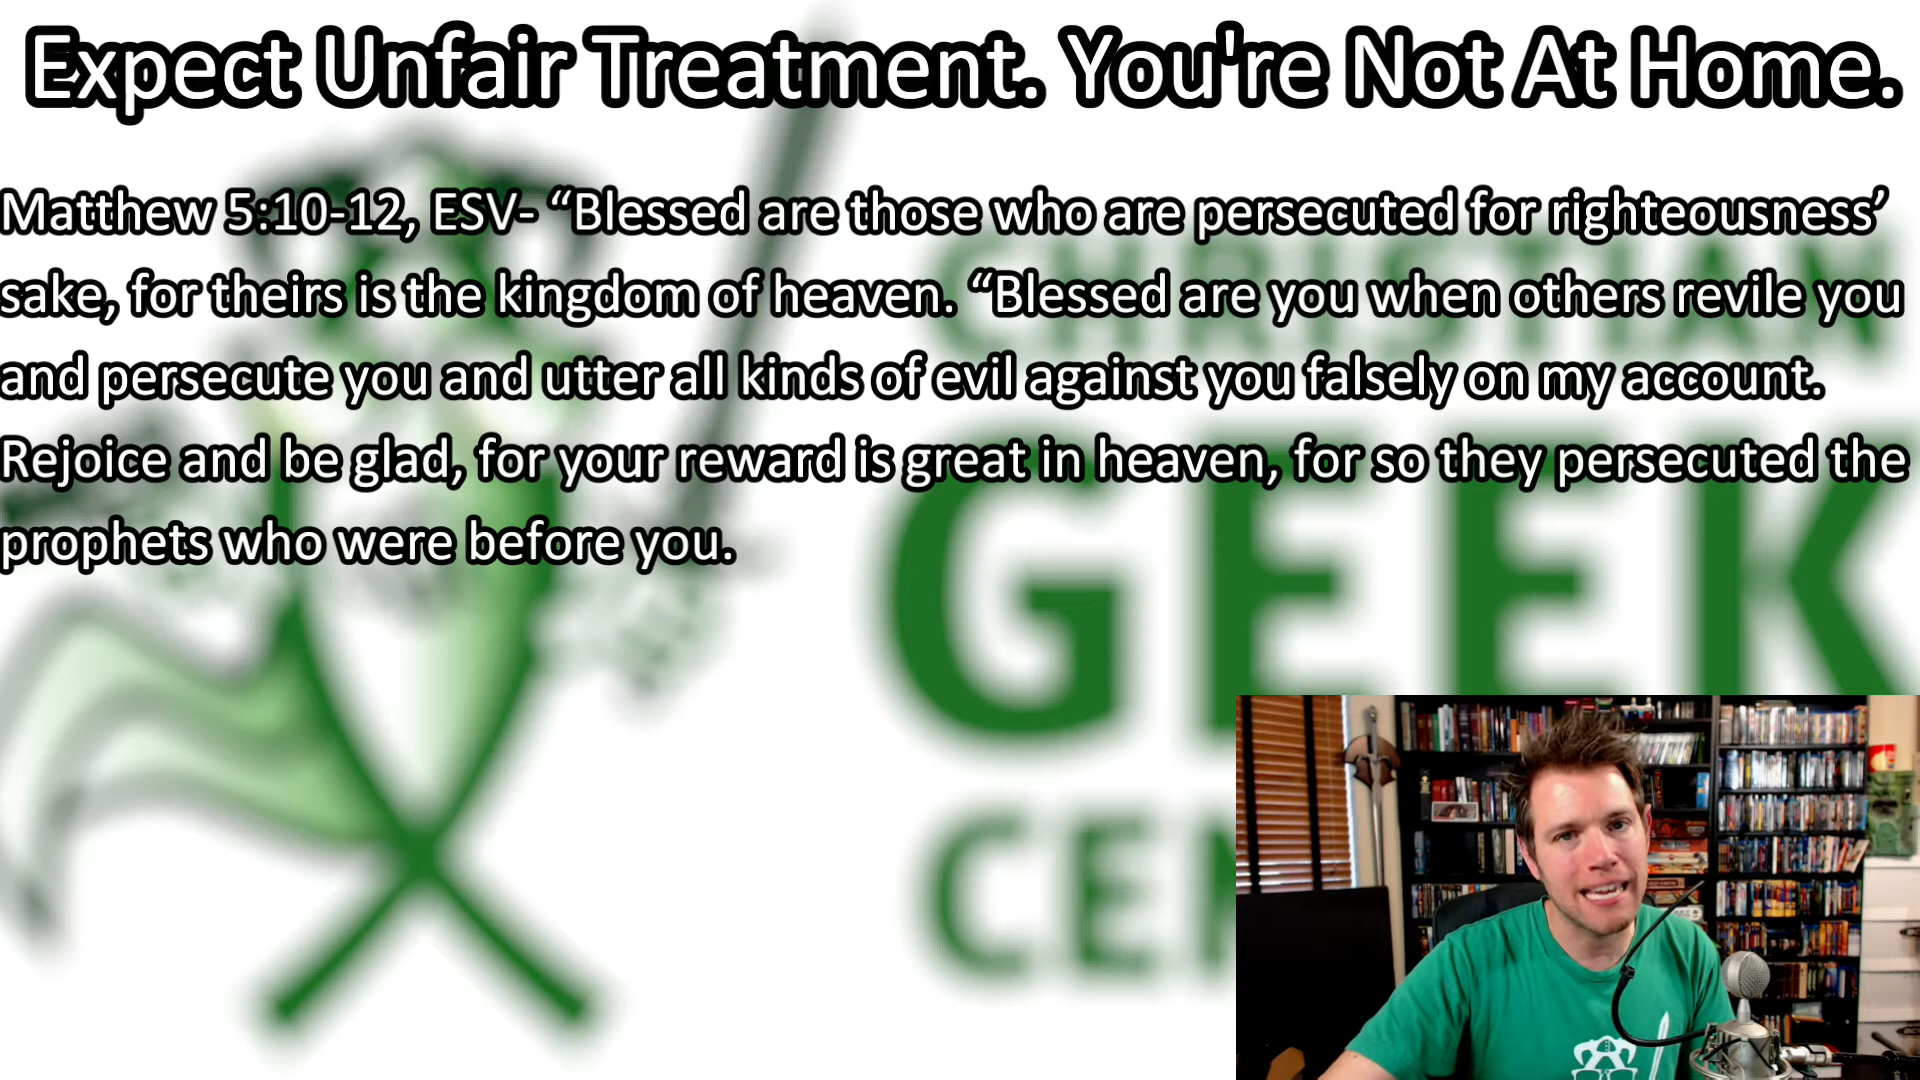 Expect Unfair Treatment. You're Not At Home.
Matthew 5:10-12, ESV- “Blessed are those who are persecuted for righteousness’
sake, for theirs is the kingdom of heaven. “Blessed are you when others revile you
and persecute you and utter all kinds of evil against you falsely on my account.
Rejoice and be glad, for your reward is great in heaven, for so they persecuted the
prophets who were before you.
CHRISTIAN
GEEK
CEN